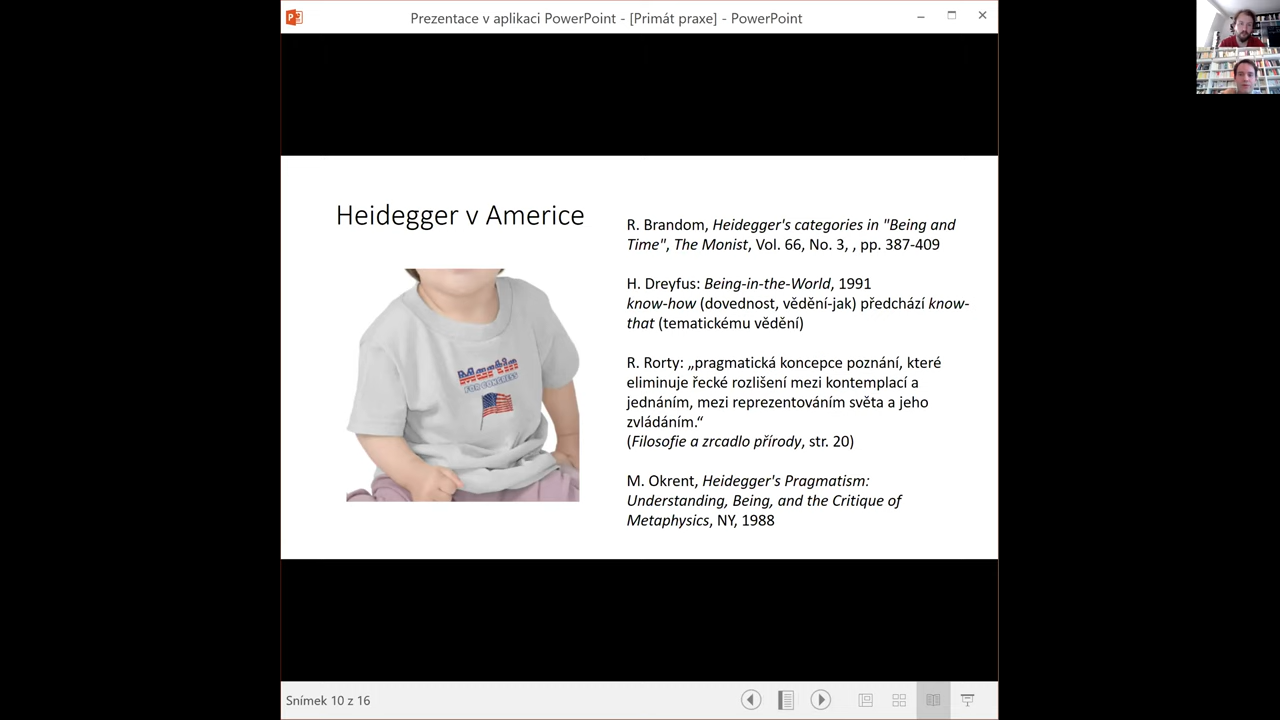 Prezentace v aplikaci PowerPoint - [Primát praxe] - PowerPoint
Heidegger v Americe
Martin
FOR CONGRESS
R. Brandom, Heidegger's categories in "Being and
Time", The Monist, Vol. 66, No. 3, , pp. 387-409
H. Dreyfus: Being-in-the-World, 1991
know-how (dovednost, vědění-jak) předchází know-
that (tematickému vědění)
R. Rorty: „pragmatická koncepce poznání, které
eliminuje řecké rozlišení mezi kontemplací a
jednáním, mezi reprezentováním světa a jeho
zvládáním.“
(Filosofie a zrcadlo přírody, str. 20)
M. Okrent, Heidegger's Pragmatism:
Understanding, Being, and the Critique of
Metaphysics, NY, 1988
Snímek 10 z 16